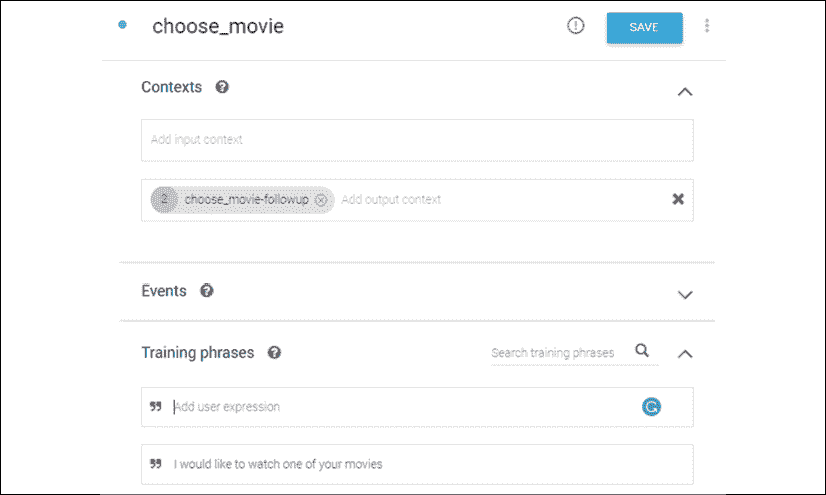 choose_movie
SAVE
Contexts
Add input context
2 choose_movie-followup Add output context
Events
Training phrases Search training phrases
Add user expression
I would like to watch one of your movies